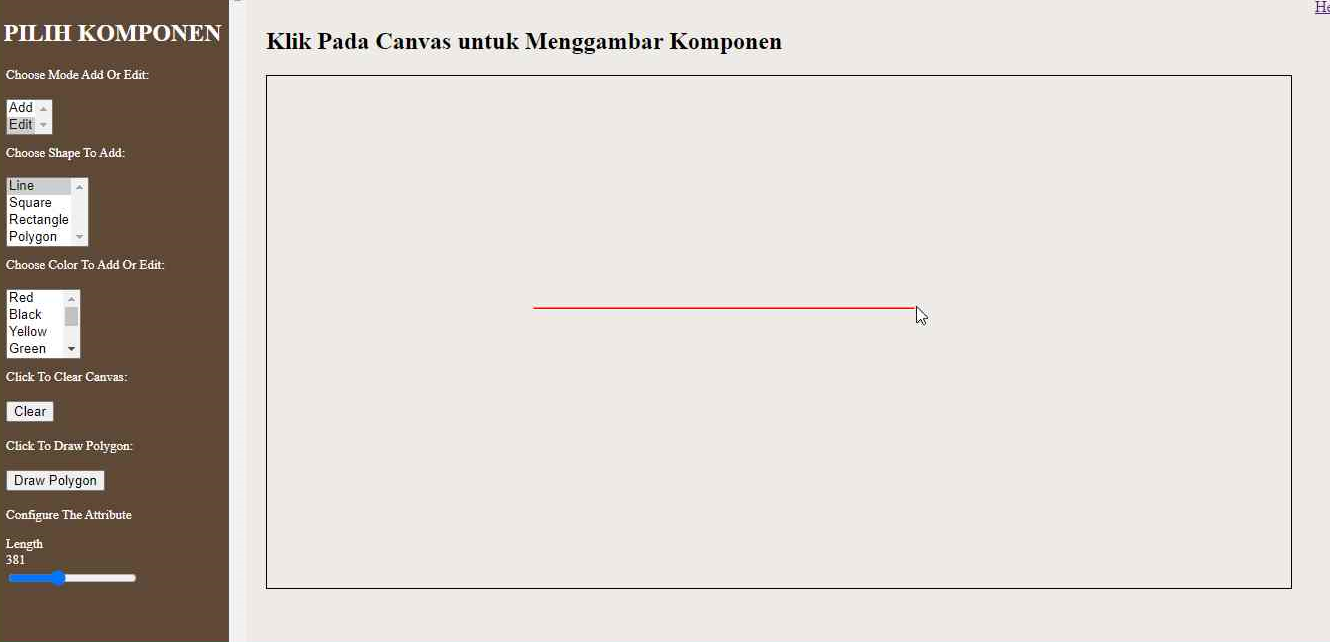 PILIH KOMPONEN
Choose Mode Add Or Edit:
Add
Edit
Choose Shape To Add:
Line
Square
Rectangle
Polygon
Choose Color To Add Or Edit:
Red
Black
Yellow
Green
Click To Clear Canvas:
Clear
Click To Draw Polygon:
Draw Polygon
Configure The Attribute
Length
381
He
Klik Pada Canvas untuk Menggambar Komponen